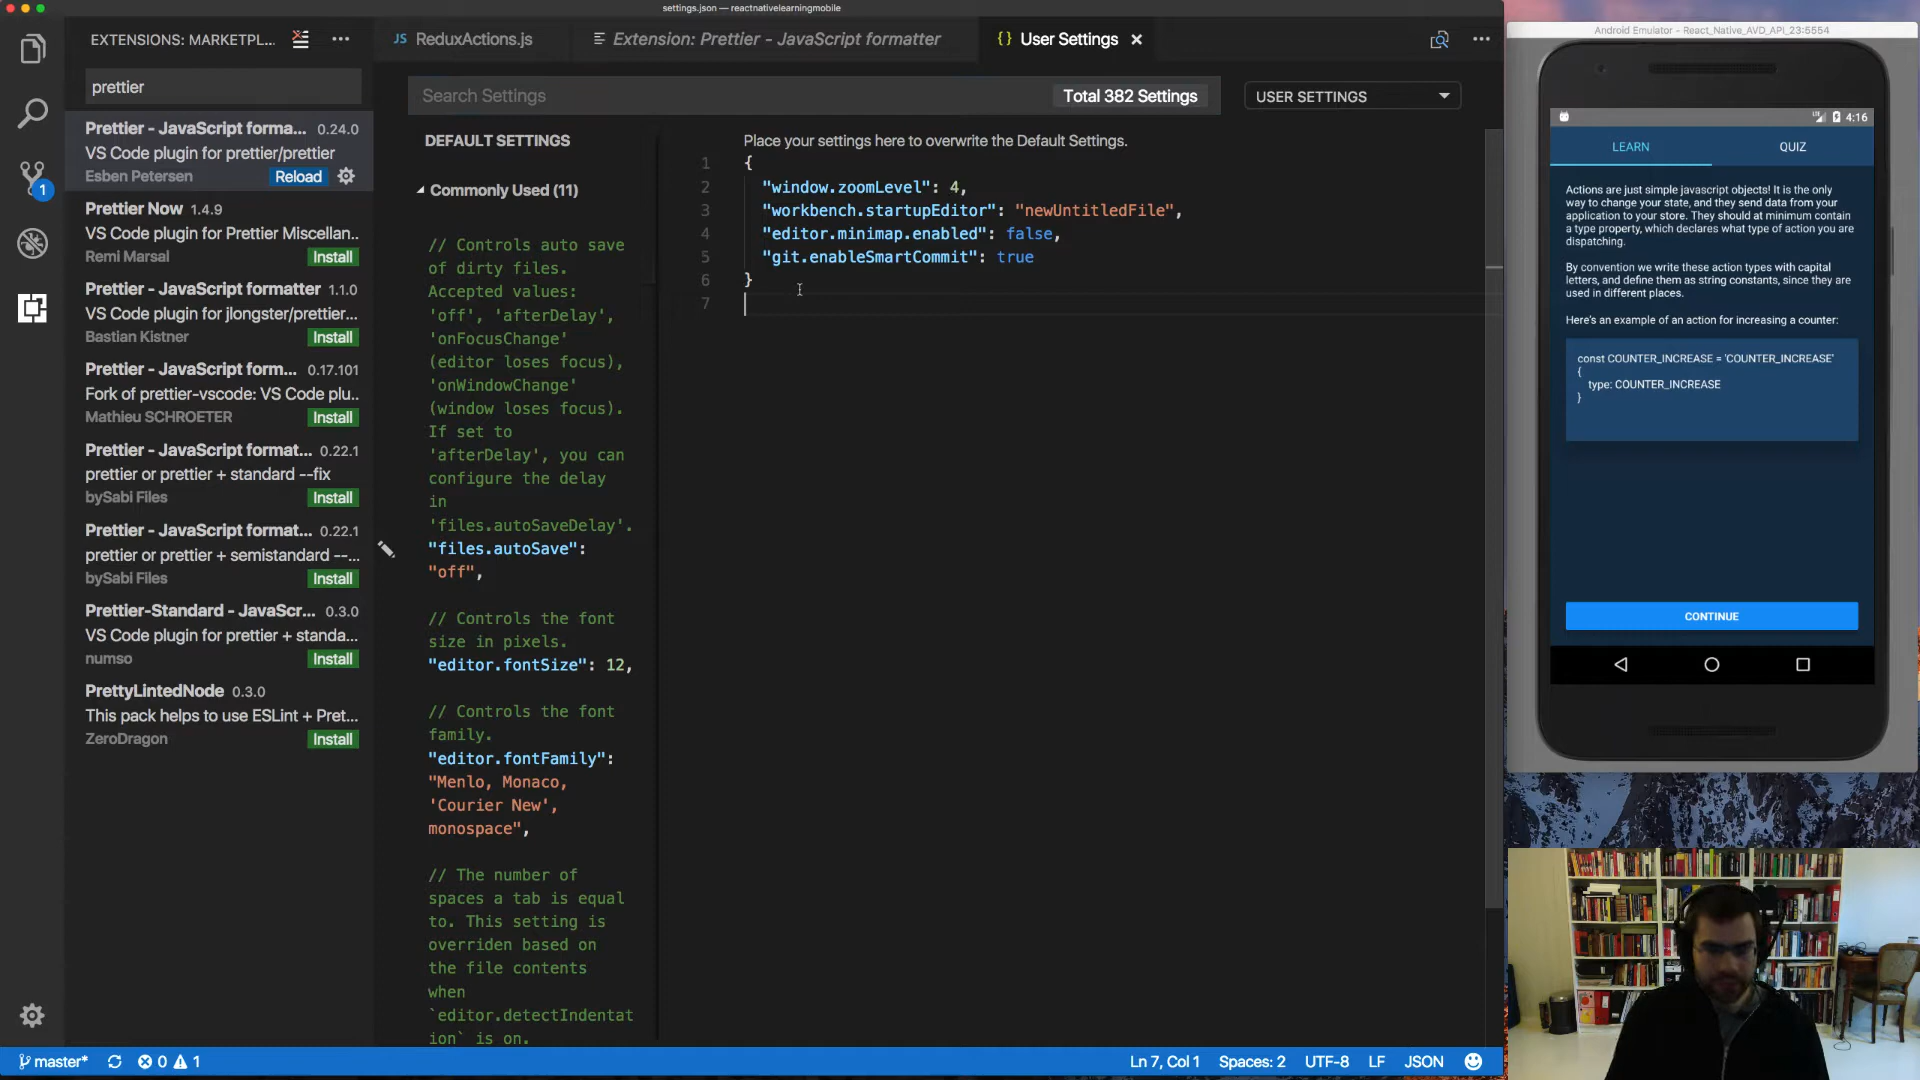 settings.json — reactnativelearningmobile
EXTENSIONS: MARKETPL...
prettier
Prettier - JavaScript forma... 0.24.0
VS Code plugin for prettier/prettier
Esben Petersen Reload
Prettier Now 1.4.9
VS Code plugin for Prettier Miscellan..
Remi Marsal Install
Prettier - JavaScript formatter 1.1.0
VS Code plugin for jlongster/prettier...
Bastian Kistner Install
Prettier - JavaScript form... 0.17.101
Fork of prettier-vscode: VS Code plu..
Mathieu SCHROETER Install
Prettier - JavaScript format... 0.22.1
prettier or prettier + standard --fix
bySabi Files Install
Prettier - JavaScript format... 0.22.1
prettier or prettier + semistandard --...
bySabi Files Install
Prettier-Standard - JavaScr... 0.3.0
VS Code plugin for prettier + standa...
numso Install
PrettyLintedNode 0.3.0
This pack helps to use ESLint + Pret...
ZeroDragon Install
1
JS ReduxActions.js
Extension: Prettier - JavaScript formatter
{} User Settings
Search Settings
Total 382 Settings
USER SETTINGS
DEFAULT SETTINGS
Commonly Used (11)
// Controls auto save
of dirty files.
Accepted values:
'off', 'afterDelay',
'onFocusChange'
(editor loses focus),
'onWindowChange'
(window loses focus).
If set to
'afterDelay', you can
configure the delay
in
'files.autoSaveDelay'.
"files.autoSave":
"off",
// Controls the font
size in pixels.
"editor.fontSize": 12,
// Controls the font
family.
"editor.fontFamily":
"Menlo, Monaco,
'Courier New',
monospace",
// The number of
spaces a tab is equal
to. This setting is
overriden based on
the file contents
when
`editor.detectIndentat
ion` is on.
Place your settings here to overwrite the Default Settings.
1 {
2 "window.zoomLevel": 4,
3 "workbench.startupEditor": "newUntitledFile",
4 "editor.minimap.enabled": false,
5 "git.enableSmartCommit": true
6 }
7
master* 0 1
Ln 7, Col 1 Spaces: 2 UTF-8 LF JSON
Android Emulator - React_Native_AVD_API_23:5554
4:16
LEARN QUIZ
Actions are just simple javascript objects! It is the only
way to change your state, and they send data from your
application to your store. They should at minimum contain
a type property, which declares what type of action you are
dispatching.
By convention we write these action types with capital
letters, and define them as string constants, since they are
used in different places.
Here's an example of an action for increasing a counter:
const COUNTER_INCREASE = 'COUNTER_INCREASE'
{
type: COUNTER_INCREASE
}
CONTINUE